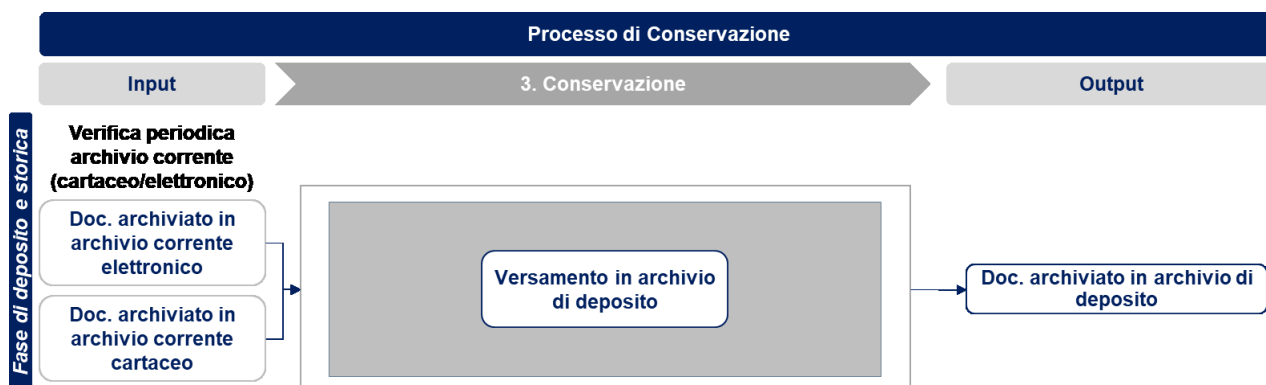 Processo di Conservazione
Input
3. Conservazione
Output
Fase di deposito e storica
Verifica periodica
archivio corrente
(cartaceo/elettronico)
Doc. archiviato in
archivio corrente
elettronico
Doc. archiviato in
archivio corrente
cartaceo
Versamento in archivio
di deposito
Doc. archiviato in archivio di
deposito